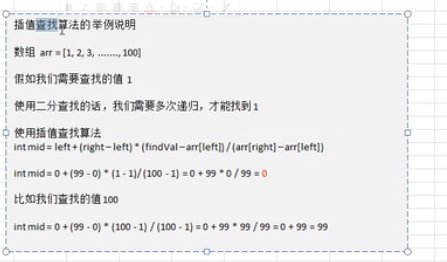 插值查找算法的举例说明
数组 arr = [1, 2, 3, ......., 100]
假如我们需要查找的值 1
使用二分查找的话，我们需要多次递归，才能找到 1
使用插值查找算法
int mid = left + (right – left) * (findVal – arr[left]) / (arr[right] – arr[left])
int mid = 0 + (99 - 0) * (1 - 1)/ (100 - 1) = 0 + 99 * 0 / 99 = 0
比如我们查找的值 100
int mid = 0 + (99 - 0) * (100 - 1) / (100 - 1) = 0 + 99 * 99 / 99 = 0 + 99 = 99